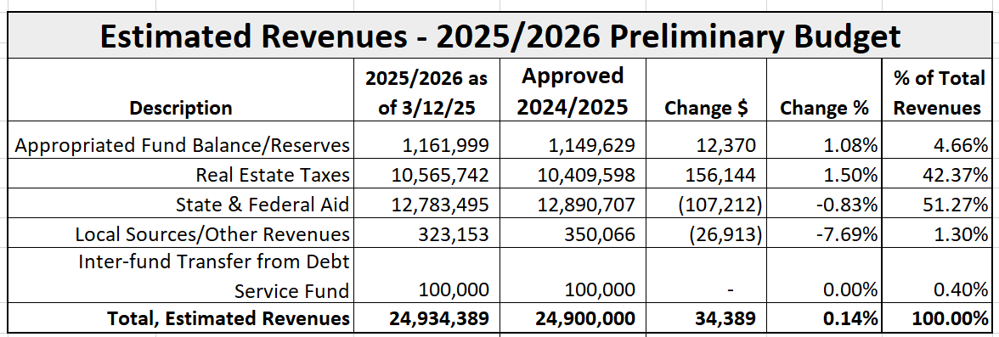 Estimated Revenues - 2025/2026 Preliminary Budget
Description 2025/2026 as of 3/12/25 Approved 2024/2025 Change $ Change % % of Total Revenues
Appropriated Fund Balance/Reserves 1,161,999 1,149,629 12,370 1.08% 4.66%
Real Estate Taxes 10,565,742 10,409,598 156,144 1.50% 42.37%
State & Federal Aid 12,783,495 12,890,707 (107,212) -0.83% 51.27%
Local Sources/Other Revenues 323,153 350,066 (26,913) -7.69% 1.30%
Inter-fund Transfer from Debt
Service Fund 100,000 100,000 - 0.00% 0.40%
Total, Estimated Revenues 24,934,389 24,900,000 34,389 0.14% 100.00%